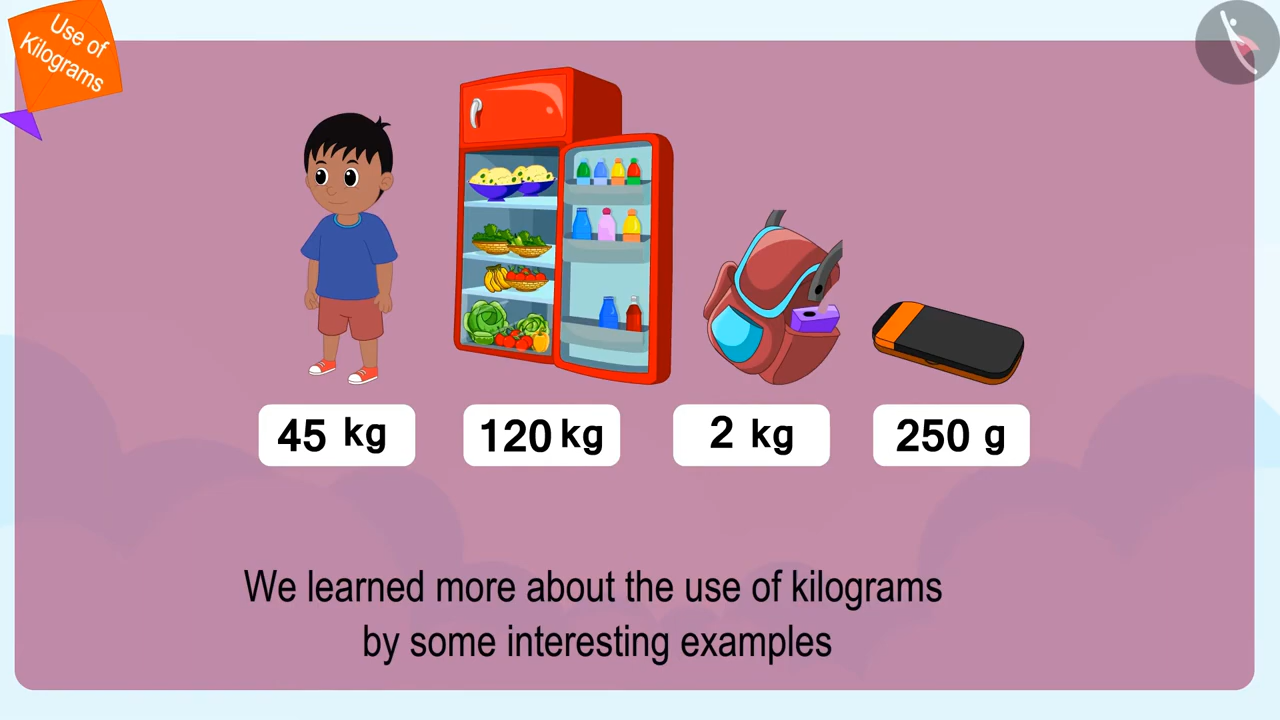 Use of
Kilograms
45 kg
120 kg
2 kg
250 g
We learned more about the use of kilograms
by some interesting examples